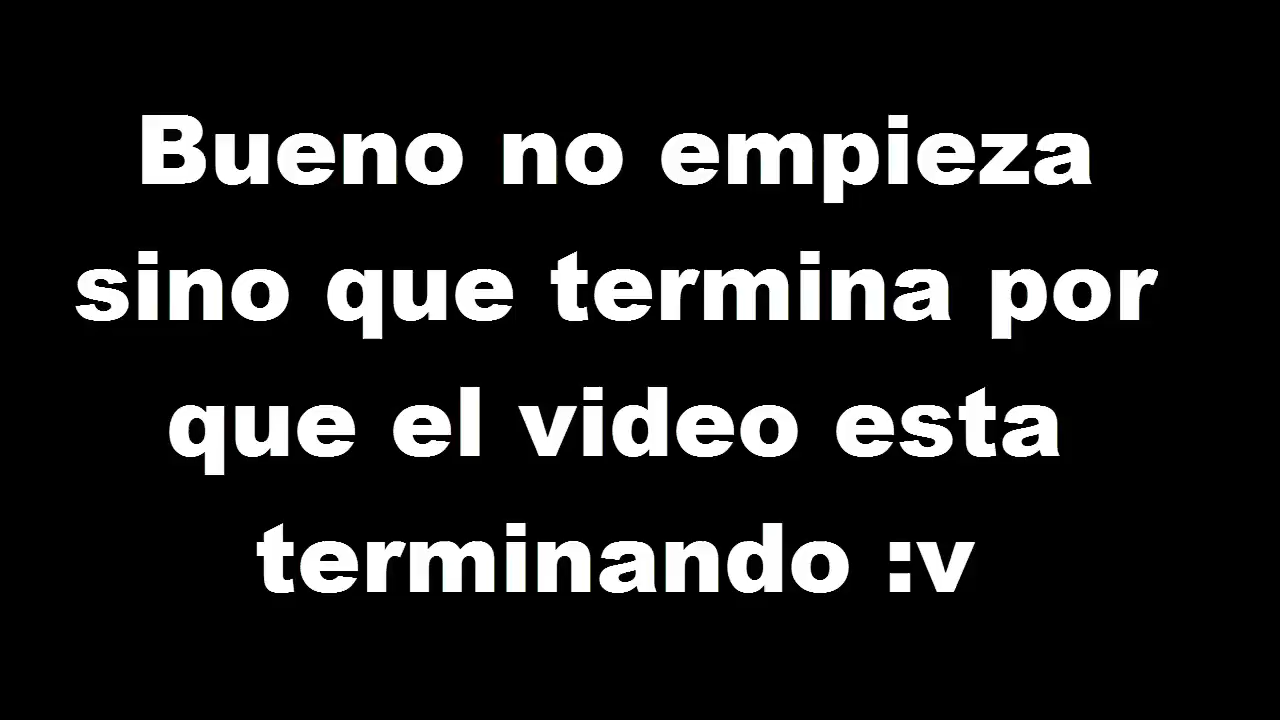 Bueno no empieza
sino que termina por
que el video esta
terminando :v